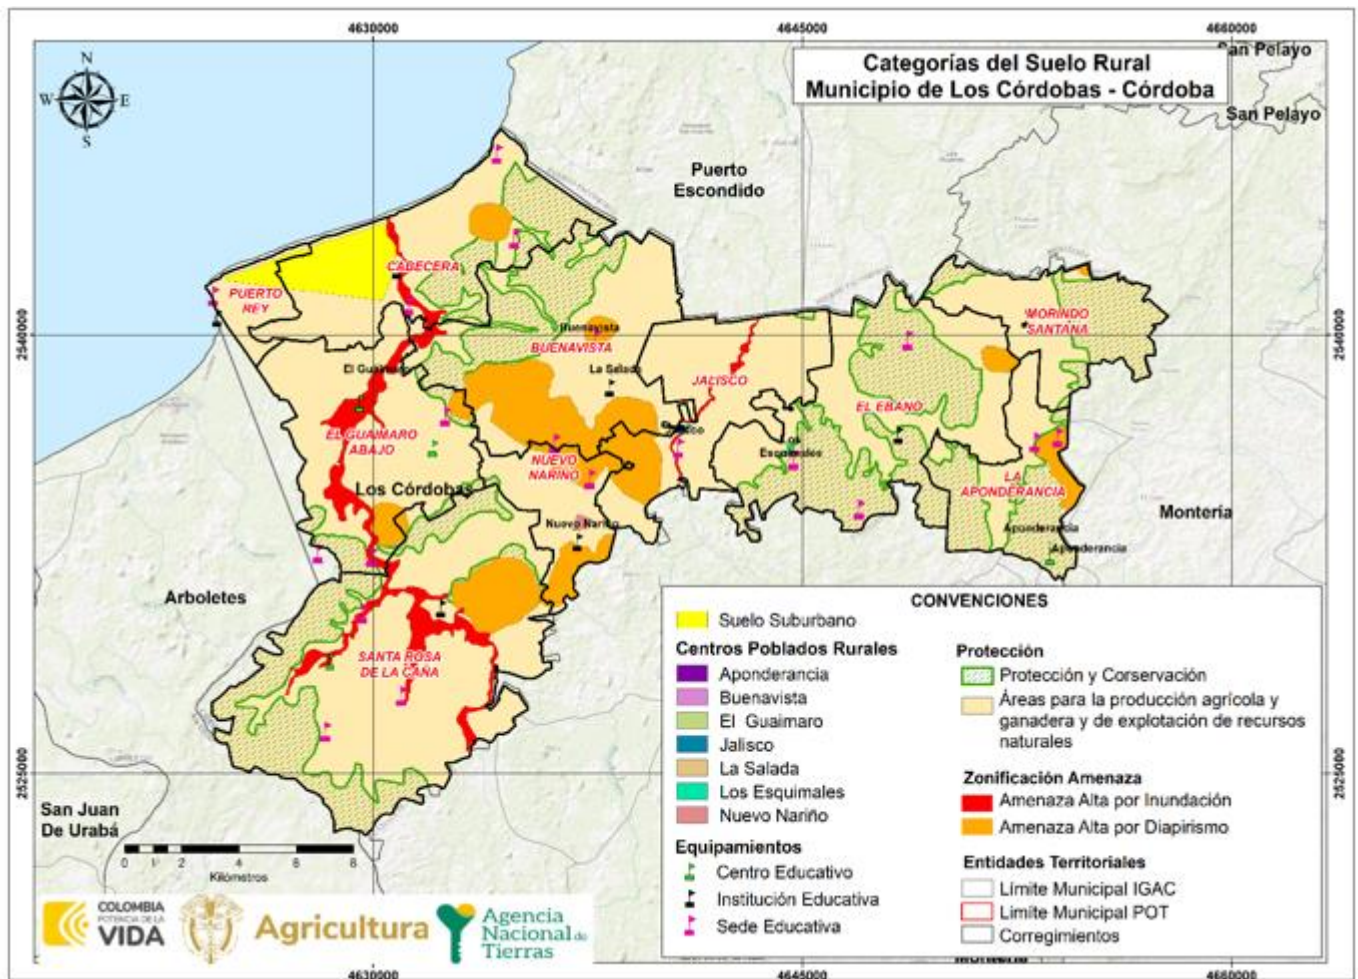 4630000
4645000
4660000
Categorías del Suelo Rural
Municipio de Los Córdobas - Córdoba
San Pelayo
San Pelayo
N
W
E
S
Puerto
Escondido
CABECERA
PUERTO
REY
MORINDO
SANTANA
2540000
2540000
Buenavista
BUENAVISTA
El Guaimaro
La Salada
JALISCO
EL EBANO
EL GUAIMARO
ABAJO
Los
Esquimales
NUEVO
NARIÑO
LA
APONDERANCIA
Los Córdobas
Nuevo Nariño
Montería
Aponderancia
Aponderancia
Arboletes
SANTA ROSA
DE LA CAÑA
CONVENCIONES
Suelo Suburbano
Centros Poblados Rurales
Aponderancia
Buenavista
El Guaimaro
Jalisco
La Salada
Los Esquimales
Nuevo Nariño
Equipamientos
Centro Educativo
Institución Educativa
Sede Educativa
Protección
Protección y Conservación
Áreas para la producción agrícola y
ganadera y de explotación de recursos
naturales
Zonificación Amenaza
Amenaza Alta por Inundación
Amenaza Alta por Diapirismo
Entidades Territoriales
Límite Municipal IGAC
Limite Municipal POT
Corregimientos
2525000
2525000
San Juan
De Urabá
0 1 2 4 6 8
Kilómetros
COLOMBIA
POTENCIA DE LA
VIDA
Agricultura
Agencia
Nacional de
Tierras
4630000
4645000
4660000